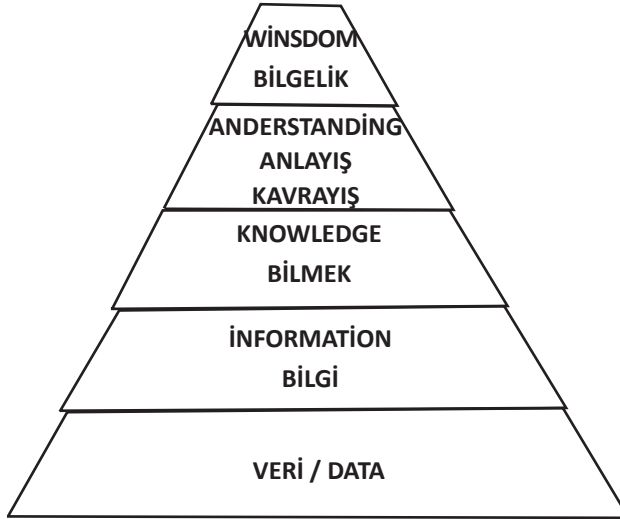 WİNSDOM
BİLGELİK
ANDERSTANDİNG
ANLAYIŞ
KAVRAYIŞ
KNOWLEDGE
BİLMEK
İNFORMATİON
BİLGİ
VERİ / DATA